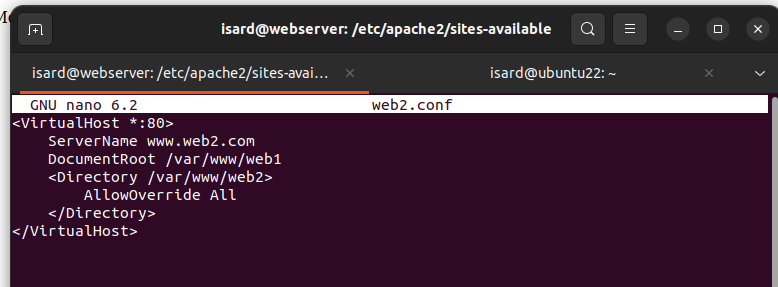 Mo
isard@webserver: /etc/apache2/sites-available
isard@webserver: /etc/apache2/sites-avai…
isard@ubuntu22: ~
GNU nano 6.2 web2.conf
<VirtualHost *:80>
    ServerName www.web2.com
    DocumentRoot /var/www/web1
    <Directory /var/www/web2>
        AllowOverride All
    </Directory>
</VirtualHost>